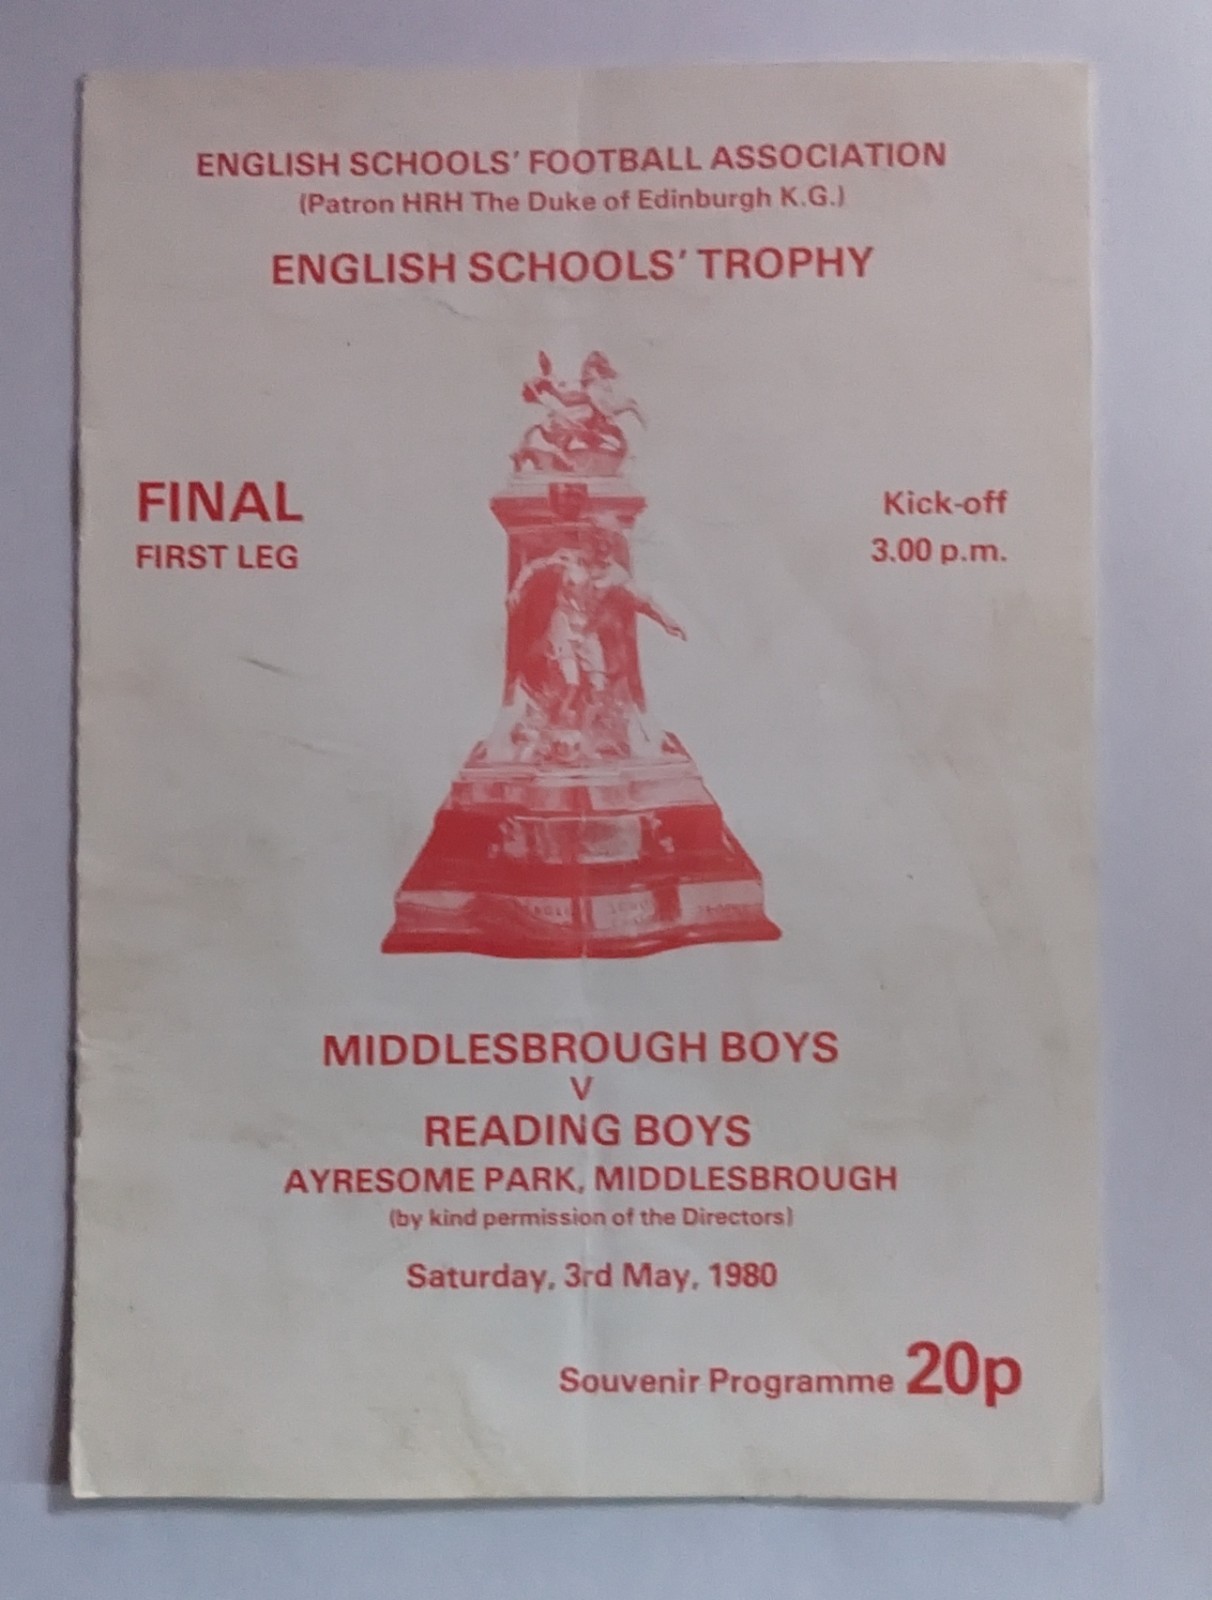 ENGLISH SCHOOLS' FOOTBALL ASSOCIATION
(Patron HRH The Duke of Edinburgh K.G.)
ENGLISH SCHOOLS' TROPHY
FINAL
FIRST LEG
Kick-off
3.00 p.m.
MIDDLESBROUGH BOYS
V
READING BOYS
AYRESOME PARK, MIDDLESBROUGH
(by kind permission of the Directors)
Saturday, 3rd May, 1980
Souvenir Programme 20p